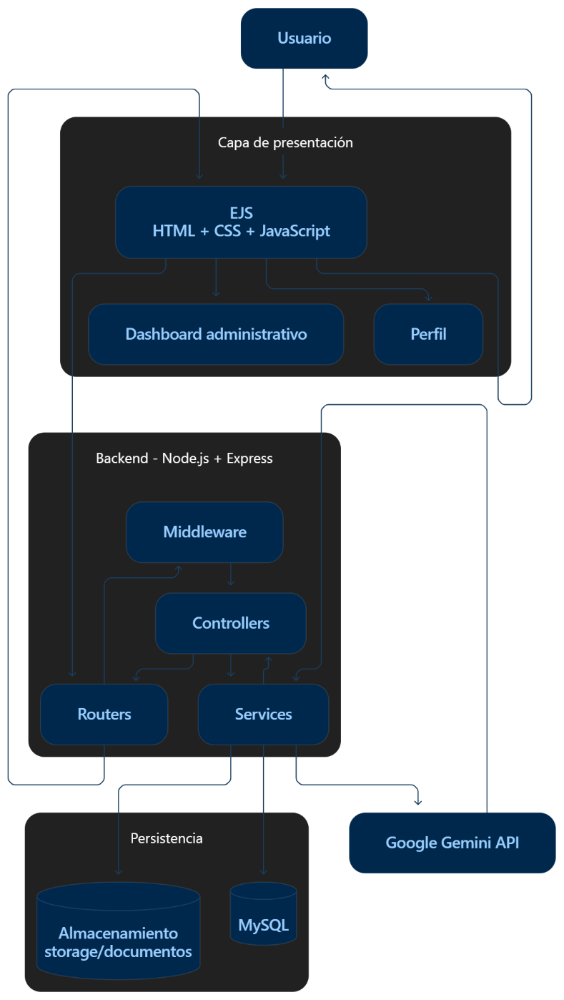 Usuario
Capa de presentación
EJS
HTML + CSS + JavaScript
Dashboard administrativo
Perfil
Backend - Node.js + Express
Middleware
Controllers
Routers
Services
Persistencia
Google Gemini API
Almacenamiento
storage/documentos
MySQL